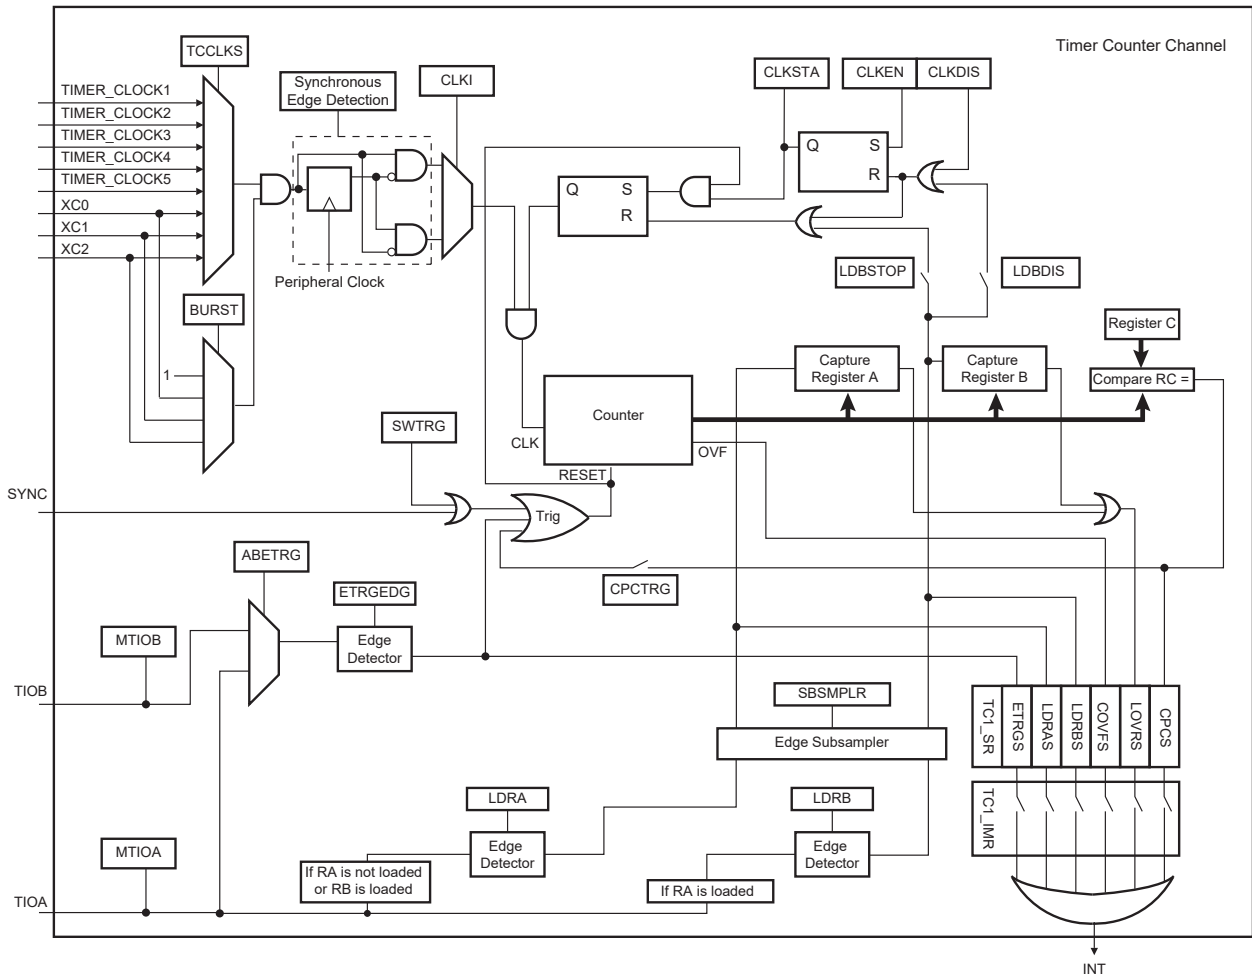 Timer Counter Channel
TCCLKS
TIMER_CLOCK1
TIMER_CLOCK2
TIMER_CLOCK3
TIMER_CLOCK4
TIMER_CLOCK5
XC0
XC1
XC2
Synchronous
Edge Detection
CLKI
CLKSTA
CLKEN
CLKDIS
Q
S
R
Q
S
R
Peripheral Clock
LDBSTOP
LDBDIS
BURST
1
Register C
Capture
Register A
Capture
Register B
Compare RC =
Counter
CLK
OVF
RESET
SWTRG
SYNC
Trig
ABETRG
ETRGEDG
CPCTRG
MTIOB
Edge
Detector
TIOB
SBSMPLR
Edge Subsampler
TC1_SR
ETRGS
LDRAS
LDRBS
COVFS
LOVRS
CPCS
TC1_IMR
LDRA
LDRB
Edge
Detector
Edge
Detector
MTIOA
If RA is not loaded
or RB is loaded
If RA is loaded
TIOA
INT